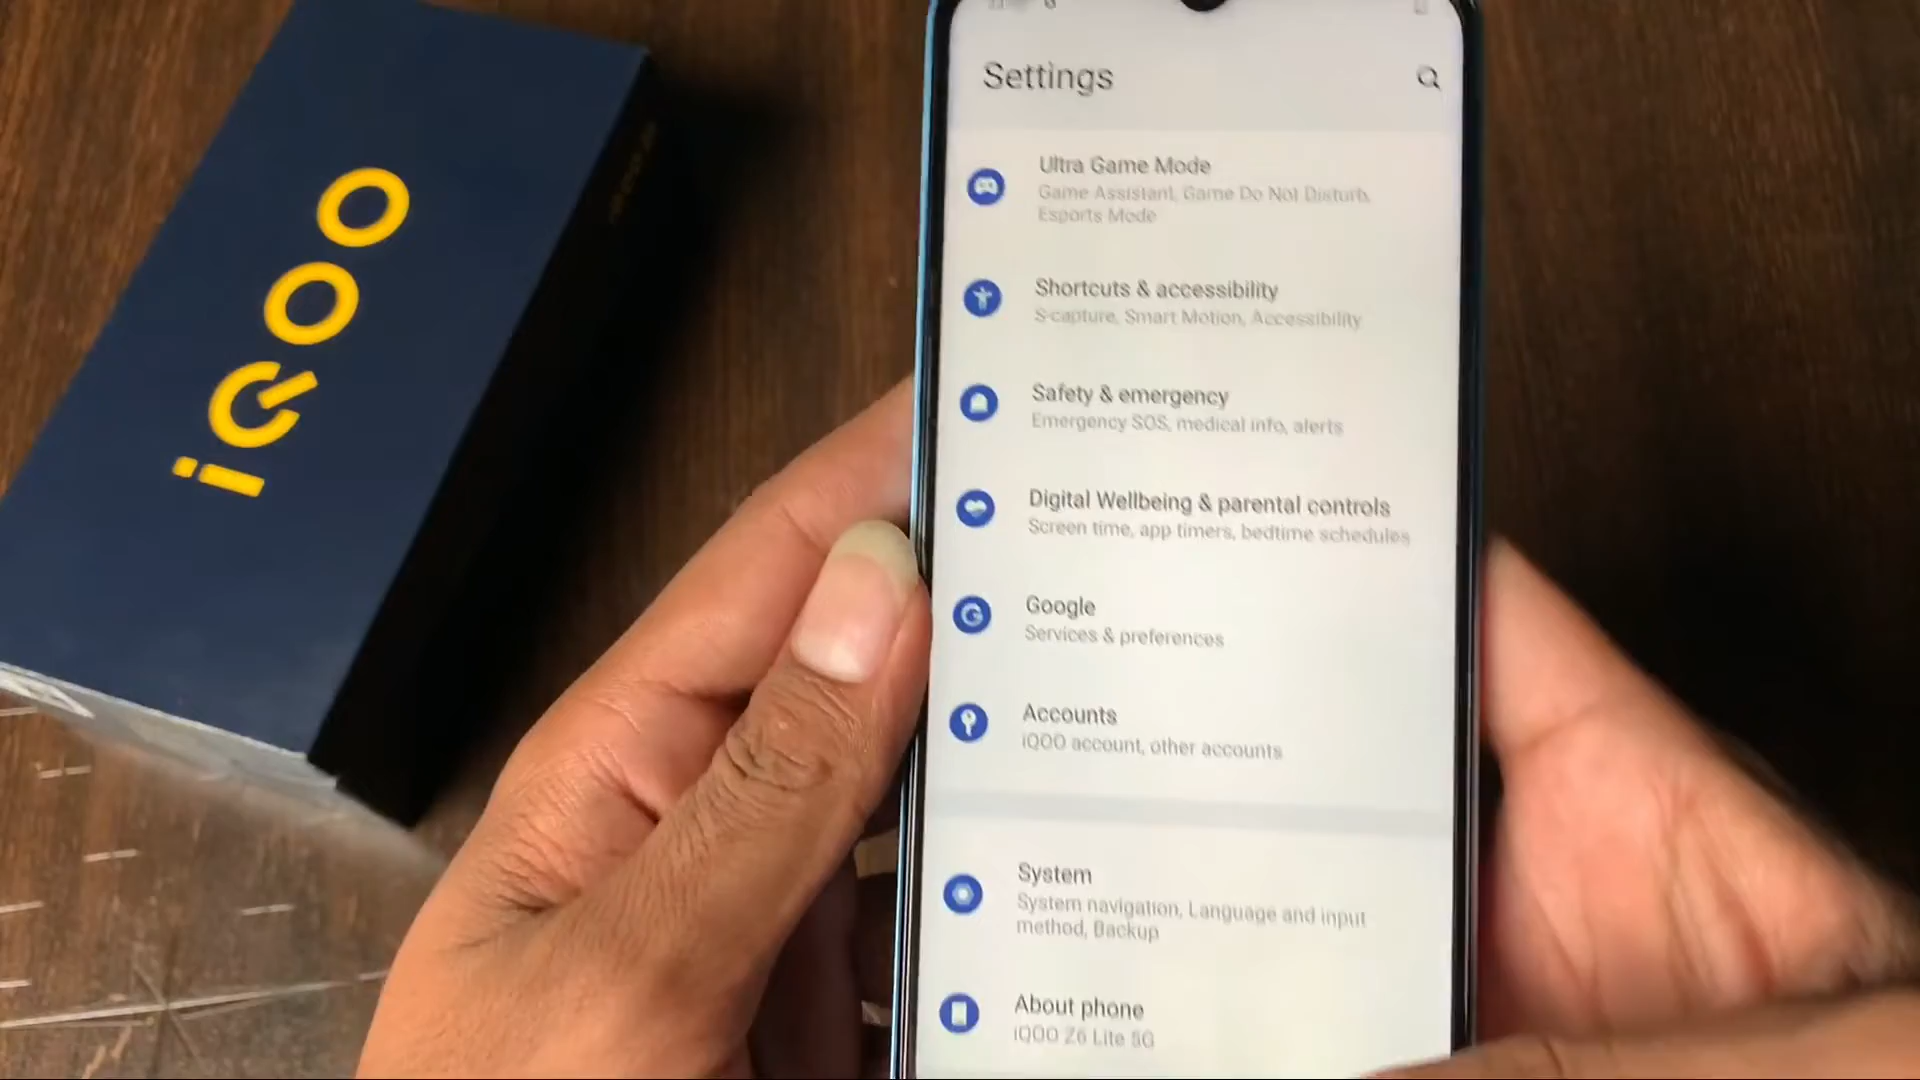 iQOO
Settings
Ultra Game Mode
Game Assistant, Game Do Not Disturb,
Esports Mode
Shortcuts & accessibility
S-capture, Smart Motion, Accessibility
Safety & emergency
Emergency SOS, medical info, alerts
Digital Wellbeing & parental controls
Screen time, app timers, bedtime schedules
Google
Services & preferences
Accounts
iQOO account, other accounts
System
System navigation, Language and input
method, Backup
About phone
iQOO Z6 Lite 5G